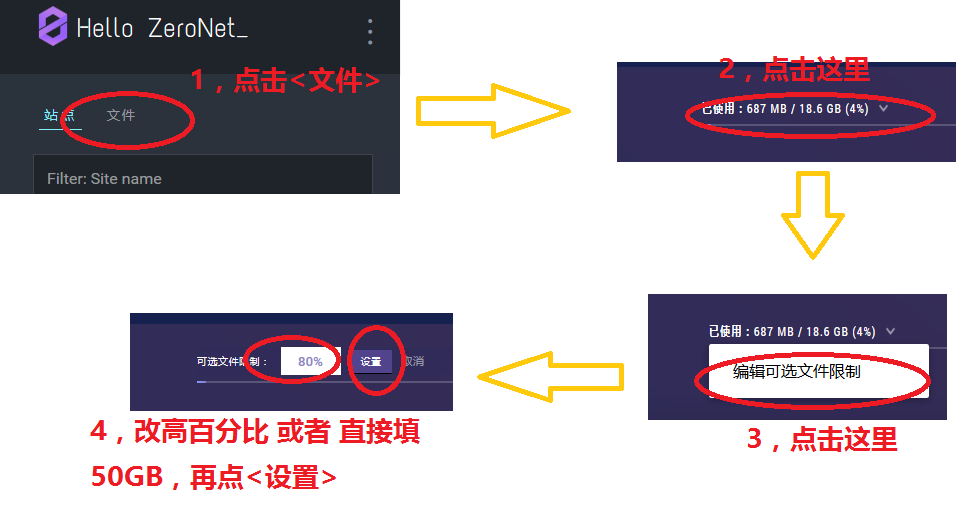 Hello ZeroNet_
1，点击<文件>
站点 文件
Filter: Site name
2，点击这里
已使用：687 MB / 18.6 GB (4%)
已使用：687 MB / 18.6 GB (4%)
编辑可选文件限制
3，点击这里
可选文件限制： 80% 设置 取消
4，改高百分比 或者 直接填
50GB，再点<设置>